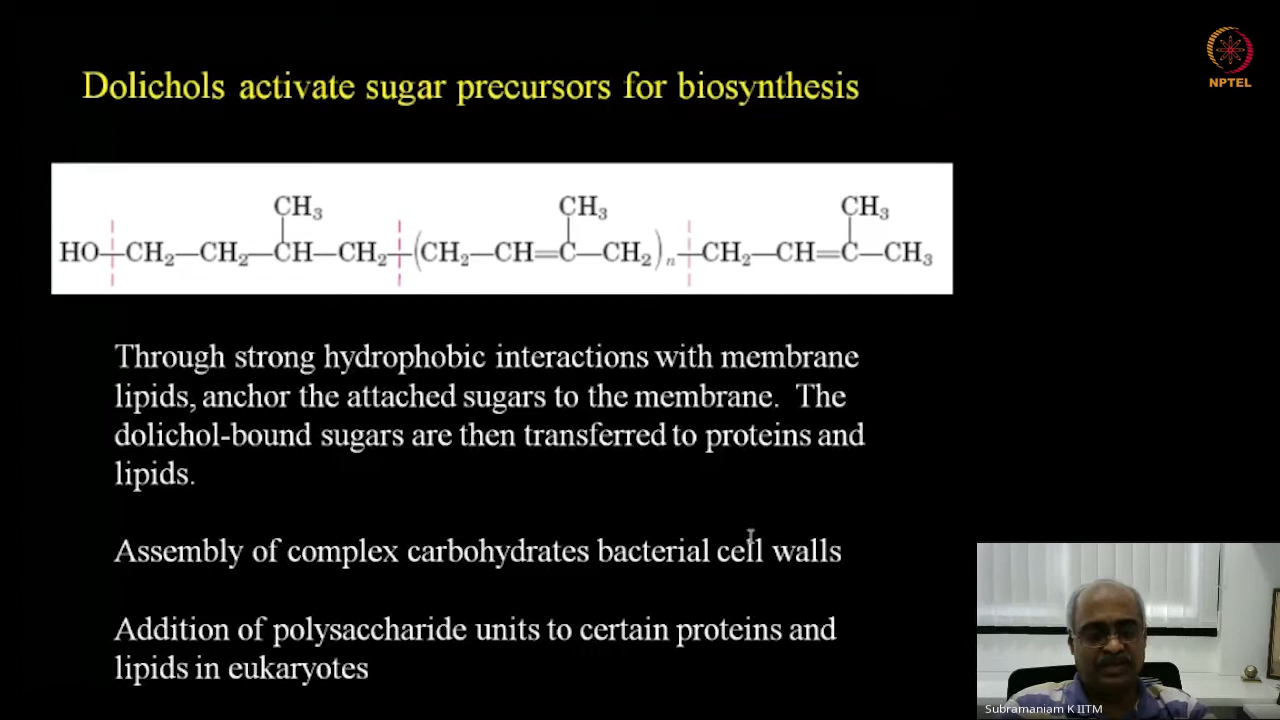 Dolichols activate sugar precursors for biosynthesis
NPTEL
CH₃ CH₃ CH₃
HO—CH₂—CH₂—CH—CH₂—(CH₂—CH=C—CH₂)ₙ—CH₂—CH=C—CH₃
Through strong hydrophobic interactions with membrane
lipids, anchor the attached sugars to the membrane. The
dolichol-bound sugars are then transferred to proteins and
lipids.
Assembly of complex carbohydrates bacterial cell walls
Addition of polysaccharide units to certain proteins and
lipids in eukaryotes
Subramaniam K IITM